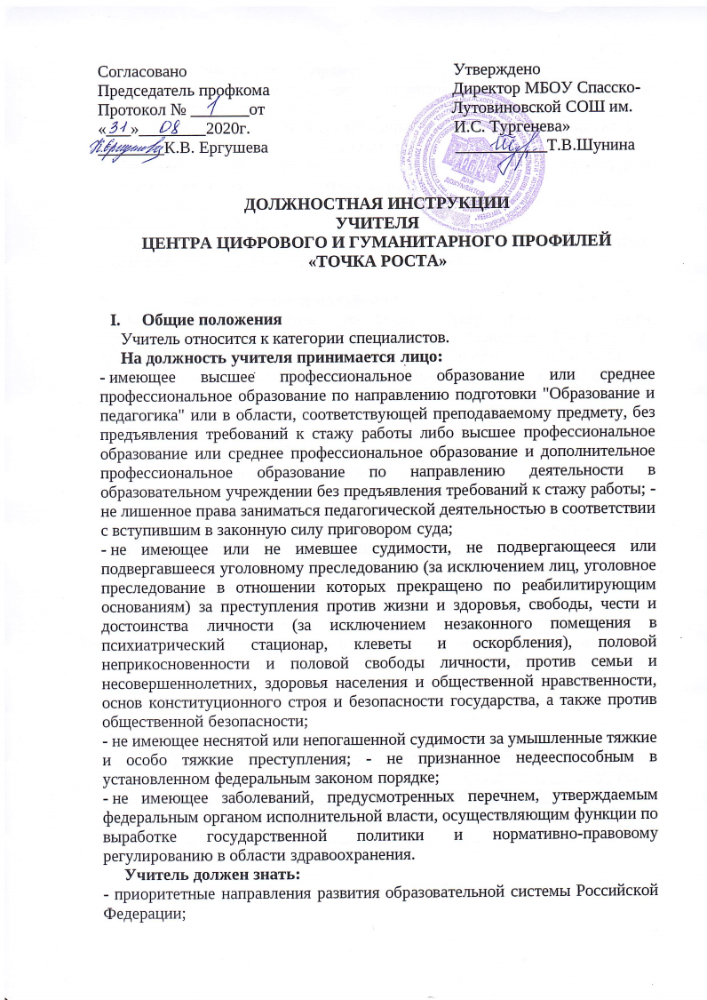 Согласовано
Председатель профкома
Протокол № 1 от
«31» 08 2020г.
К.В. Ергушева
Утверждено
Директор МБОУ Спасско-
Лутовиновской СОШ им.
И.С. Тургенева»
Т.В.Шунина
ДЛЯ
ДОКУМЕНТОВ
ДОЛЖНОСТНАЯ ИНСТРУКЦИИ
УЧИТЕЛЯ
ЦЕНТРА ЦИФРОВОГО И ГУМАНИТАРНОГО ПРОФИЛЕЙ
«ТОЧКА РОСТА»
I. Общие положения
Учитель относится к категории специалистов.
На должность учителя принимается лицо:
- имеющее высшее профессиональное образование или среднее
профессиональное образование по направлению подготовки "Образование и
педагогика" или в области, соответствующей преподаваемому предмету, без
предъявления требований к стажу работы либо высшее профессиональное
образование или среднее профессиональное образование и дополнительное
профессиональное образование по направлению деятельности в
образовательном учреждении без предъявления требований к стажу работы; -
не лишенное права заниматься педагогической деятельностью в соответствии
с вступившим в законную силу приговором суда;
- не имеющее или не имевшее судимости, не подвергающееся или
подвергавшееся уголовному преследованию (за исключением лиц, уголовное
преследование в отношении которых прекращено по реабилитирующим
основаниям) за преступления против жизни и здоровья, свободы, чести и
достоинства личности (за исключением незаконного помещения в
психиатрический стационар, клеветы и оскорбления), половой
неприкосновенности и половой свободы личности, против семьи и
несовершеннолетних, здоровья населения и общественной нравственности,
основ конституционного строя и безопасности государства, а также против
общественной безопасности;
- не имеющее неснятой или непогашенной судимости за умышленные тяжкие
и особо тяжкие преступления; - не признанное недееспособным в
установленном федеральным законом порядке;
- не имеющее заболеваний, предусмотренных перечнем, утверждаемым
федеральным органом исполнительной власти, осуществляющим функции по
выработке государственной политики и нормативно-правовому
регулированию в области здравоохранения.
Учитель должен знать:
- приоритетные направления развития образовательной системы Российской
Федерации;